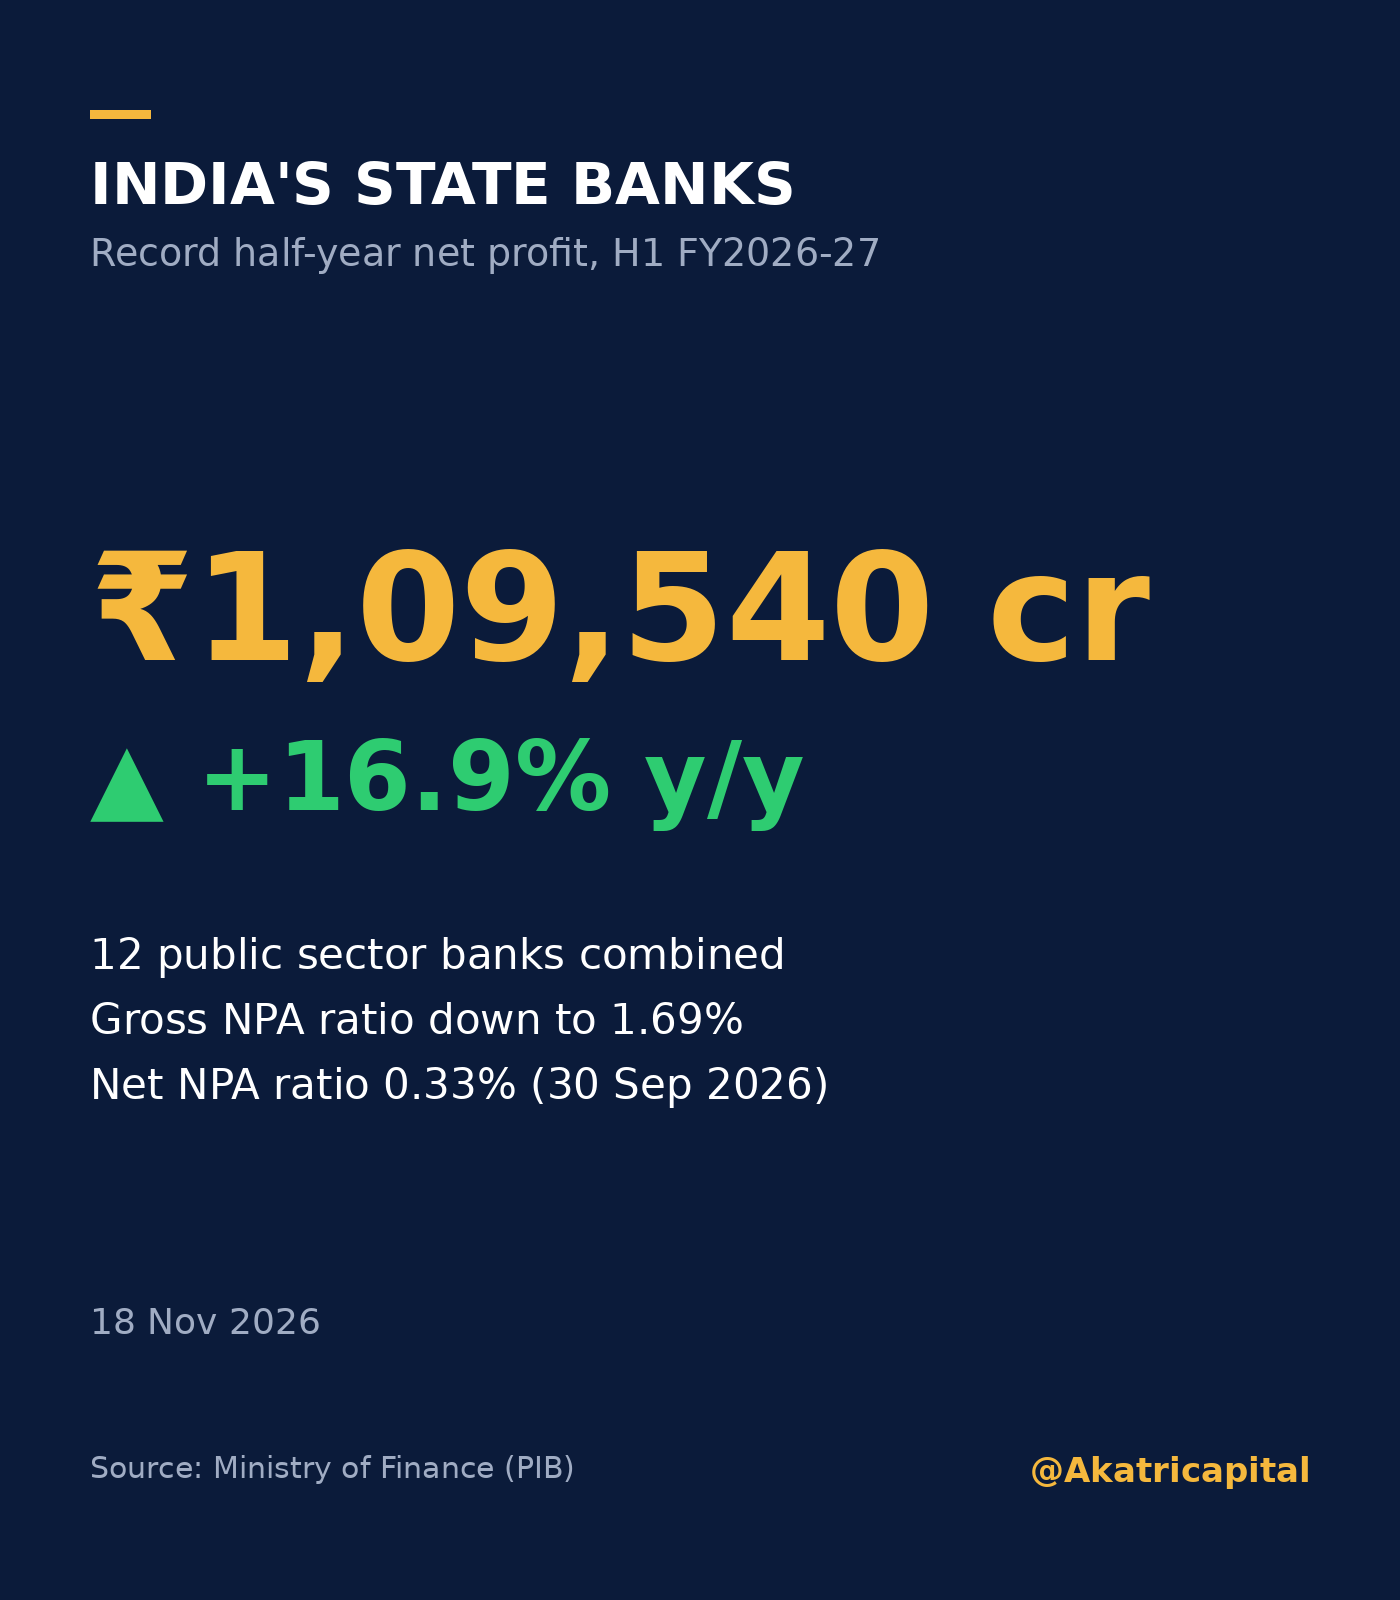 INDIA'S STATE BANKS
Record half-year net profit, H1 FY2026-27
₹1,09,540 cr
▲ +16.9% y/y
12 public sector banks combined
Gross NPA ratio down to 1.69%
Net NPA ratio 0.33% (30 Sep 2026)
18 Nov 2026
Source: Ministry of Finance (PIB)
@Akatricapital